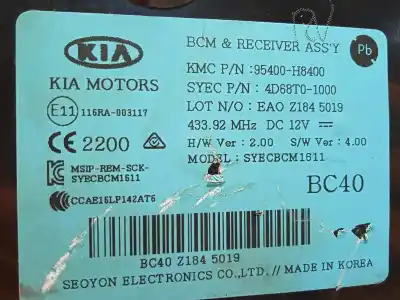 KIA
KIA MOTORS
E11 116RA-003117
CE 2200
MSIP-REM-SCK-
SYECBCM1611
CCAE16LP142AT6
BCM & RECEIVER ASS'Y
Pb
KMC P/N: 95400-H8400
SYEC P/N: 4D68T0-1000
LOT N/O: EAO Z184 5019
433.92 MHz DC 12V
H/W Ver: 2.00 S/W Ver: 4.00
MODEL: SYECBCM1611
BC40
BC40 Z184 5019
SEOYON ELECTRONICS CO.,LTD. // MADE IN KOREA